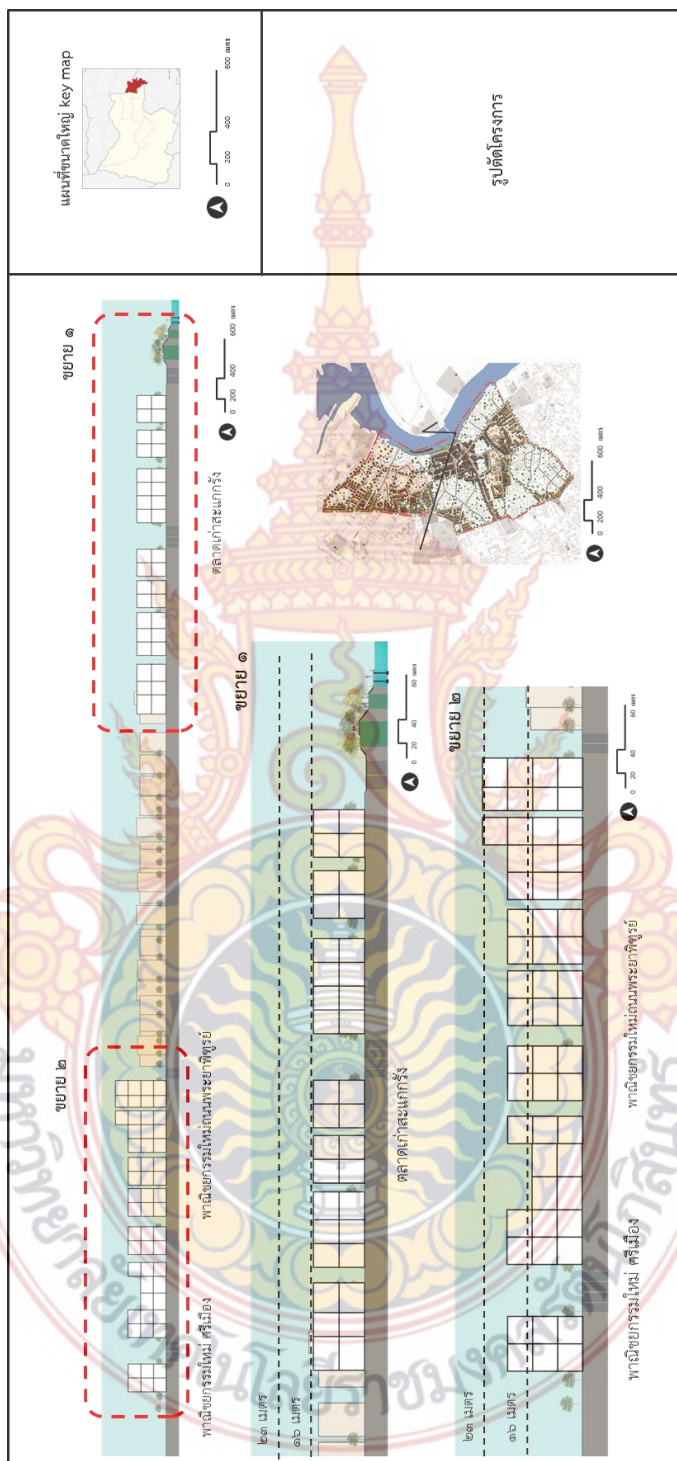 แผนที่ขนาดใหญ่ key map
0 200 400 600 เมตร
รูปตัดโครงการ
ขยาย ๑
ขยาย ๒
ตลาดเก่าสะแกกรัง
0 200 400 600 เมตร
พาณิชยกรรมใหม่ ศรีเมือง
พาณิชยกรรมใหม่ถนนพระยาพิทูรย์
0 200 400 600 เมตร
ขยาย ๑
๒๓ เมตร
๑๖ เมตร
ตลาดเก่าสะแกกรัง
0 20 40 60 เมตร
ขยาย ๒
๒๓ เมตร
๑๖ เมตร
พาณิชยกรรมใหม่ ศรีเมือง
พาณิชยกรรมใหม่ถนนพระยาพิทูรย์
0 20 40 60 เมตร